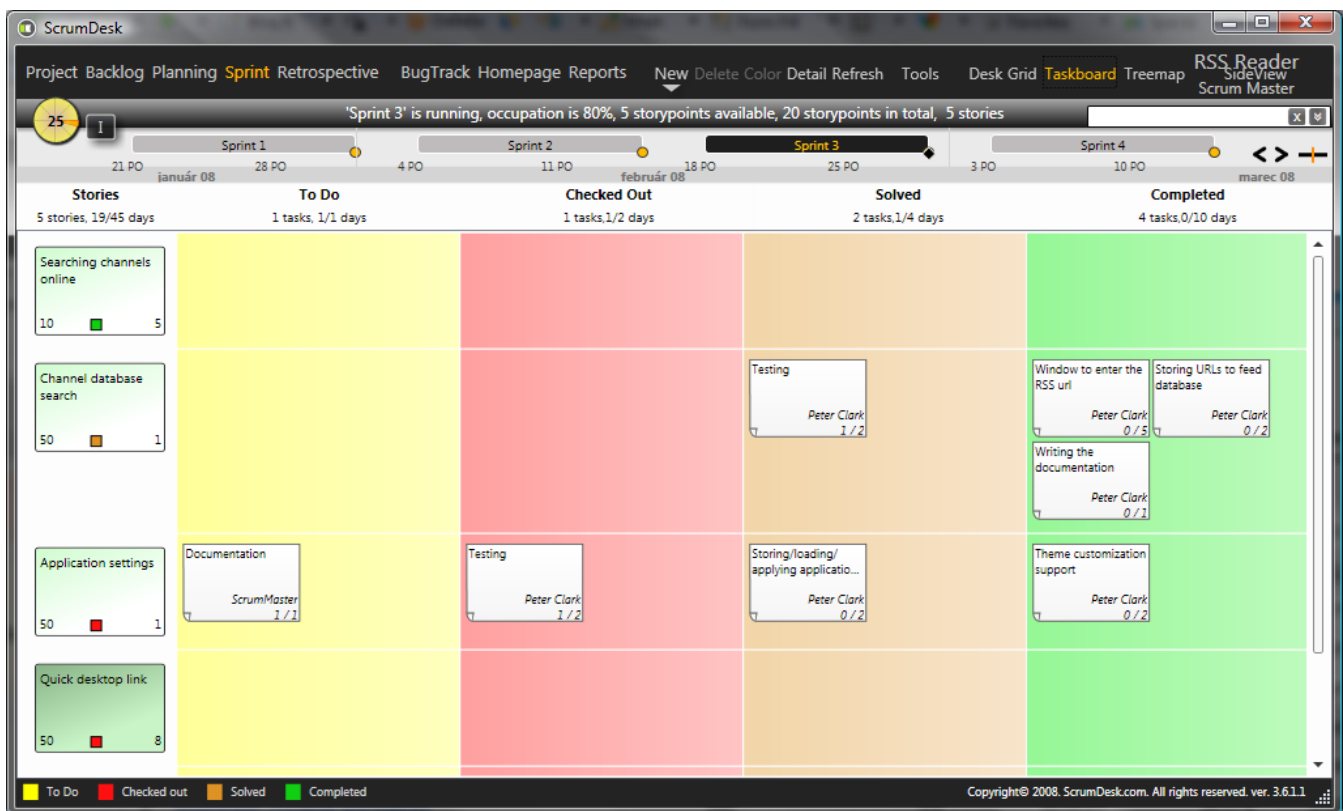 ScrumDesk
Project Backlog Planning Sprint Retrospective BugTrack Homepage Reports New Delete Color Detail Refresh Tools Desk Grid Taskboard Treemap RSS Reader
SideView
Scrum Master
25
I
'Sprint 3' is running, occupation is 80%, 5 storypoints available, 20 storypoints in total, 5 stories
x
Sprint 1 Sprint 2 Sprint 3 Sprint 4
21 PO 28 PO 4 PO 11 PO 18 PO 25 PO 3 PO 10 PO
január 08 február 08 marec 08
Stories To Do Checked Out Solved Completed
5 stories, 19/45 days 1 tasks, 1/1 days 1 tasks,1/2 days 2 tasks,1/4 days 4 tasks,0/10 days
Searching channels
online
10 5
Channel database
search
50 1
Testing
Peter Clark
1 / 2
Window to enter the
RSS url
Peter Clark
0 / 5
Storing URLs to feed
database
Peter Clark
0 / 2
Writing the
documentation
Peter Clark
0 / 1
Application settings
50 1
Documentation
ScrumMaster
1 / 1
Testing
Peter Clark
1 / 2
Storing/loading/
applying applicatio...
Peter Clark
0 / 2
Theme customization
support
Peter Clark
0 / 2
Quick desktop link
50 8
To Do Checked out Solved Completed
Copyright© 2008. ScrumDesk.com. All rights reserved. ver. 3.6.1.1